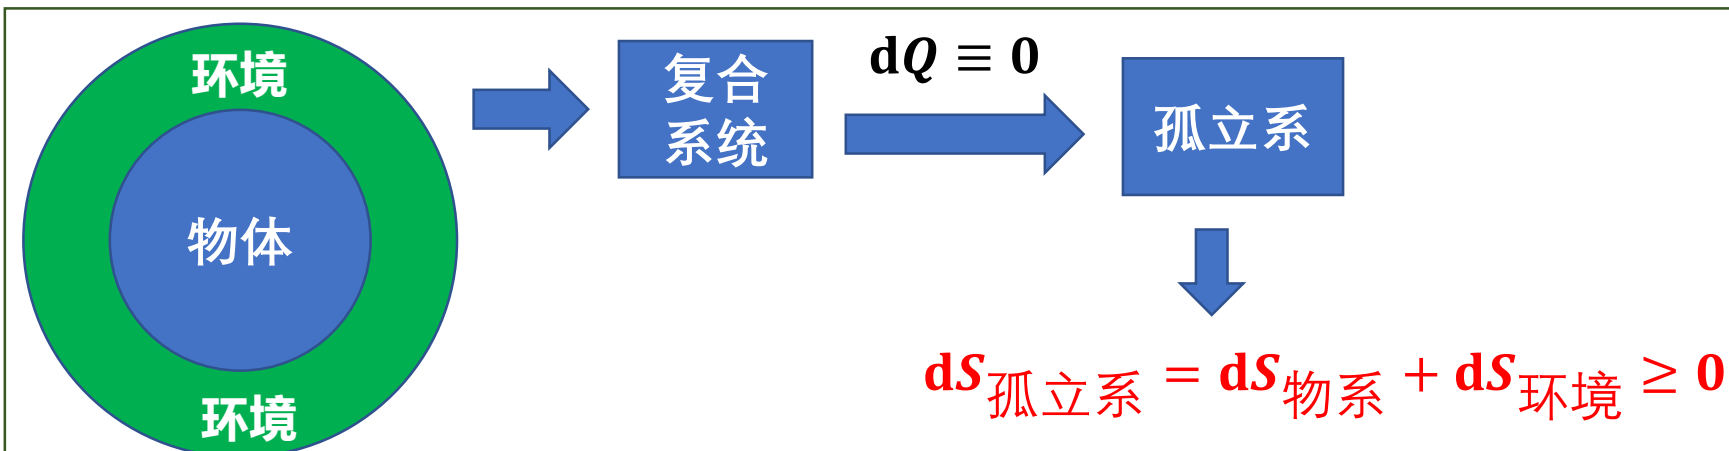 环境
物体
环境
复合
系统
dQ ≡ 0
孤立系
dS孤立系 = dS物系 + dS环境 ≥ 0